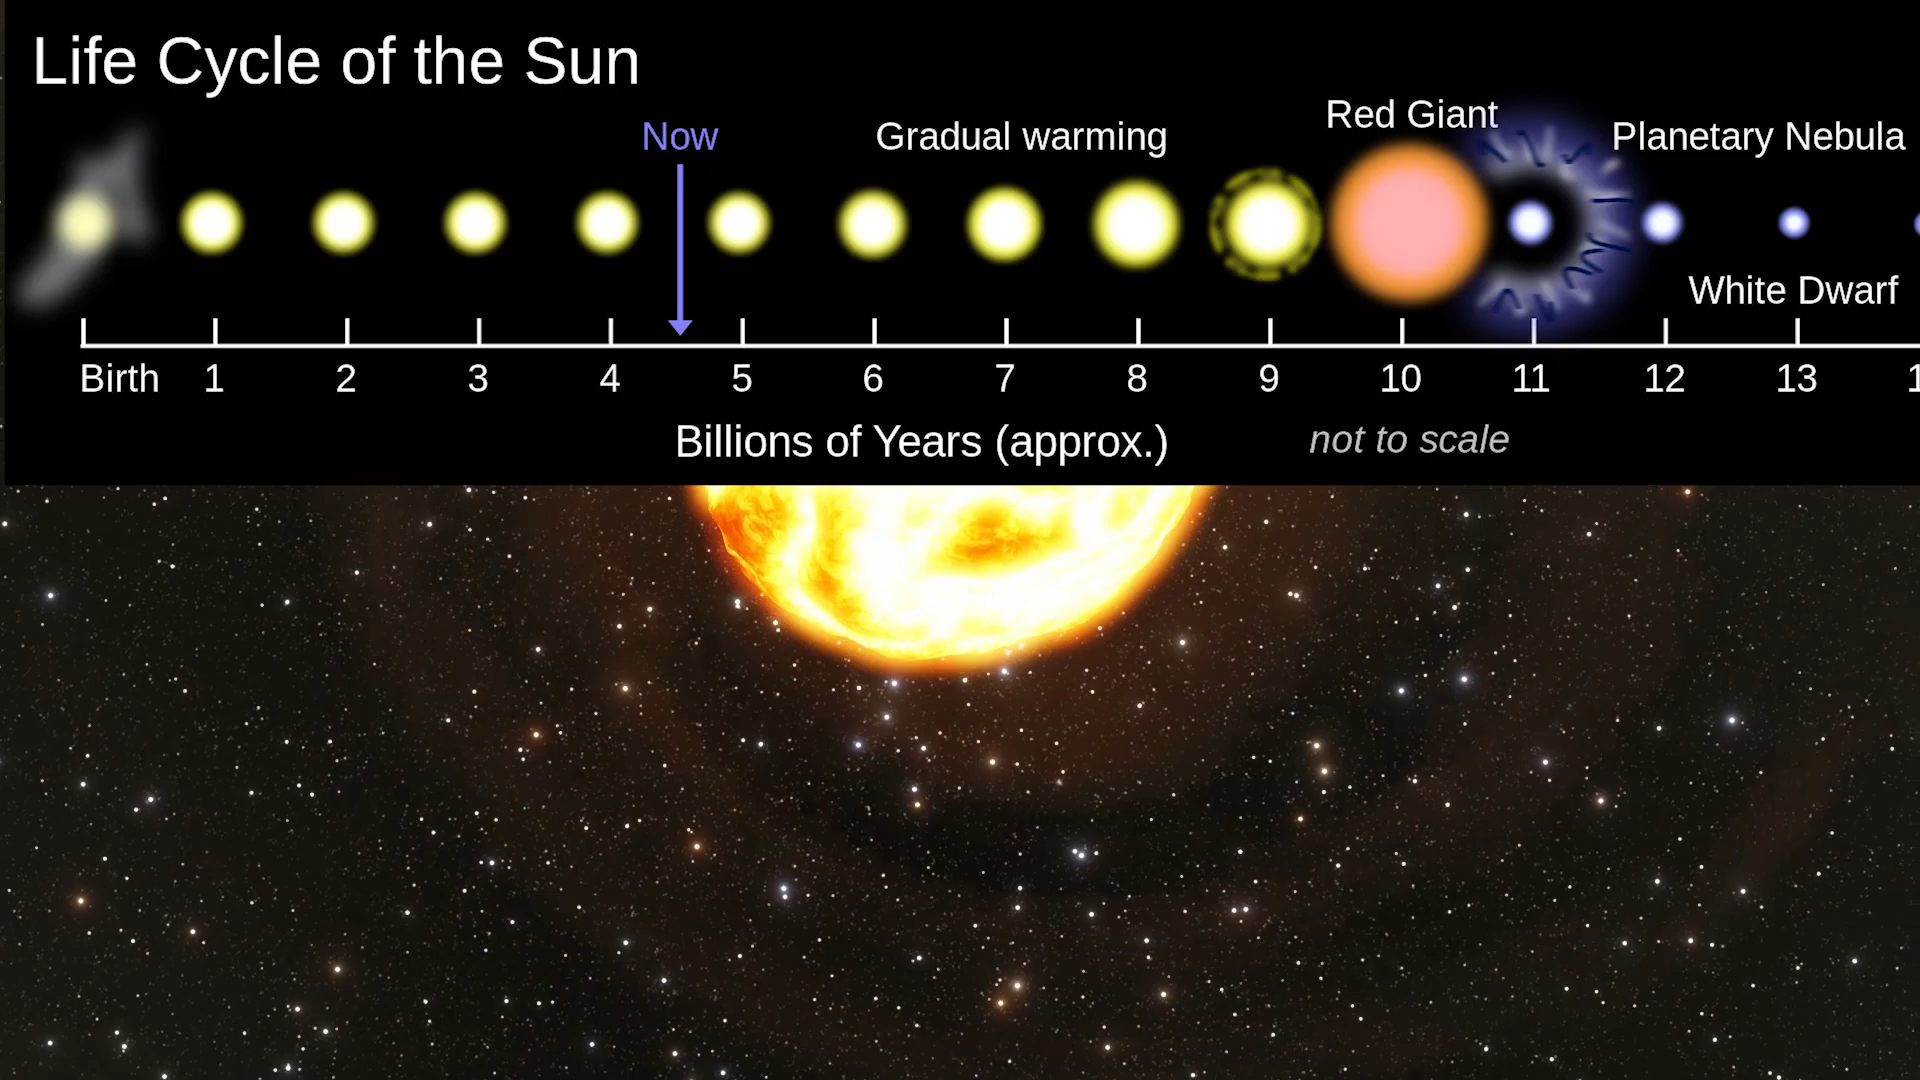 Life Cycle of the Sun
Now
Gradual warming
Red Giant
Planetary Nebula
White Dwarf
Birth 1 2 3 4 5 6 7 8 9 10 11 12 13
Billions of Years (approx.)
not to scale